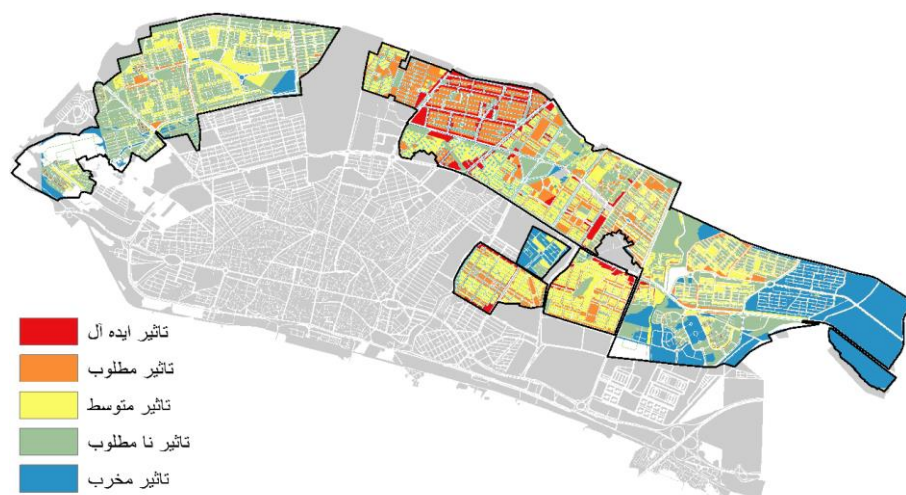 تاثیر ایده آل
تاثیر مطلوب
تاثیر متوسط
تاثیر نا مطلوب
تاثیر مخرب